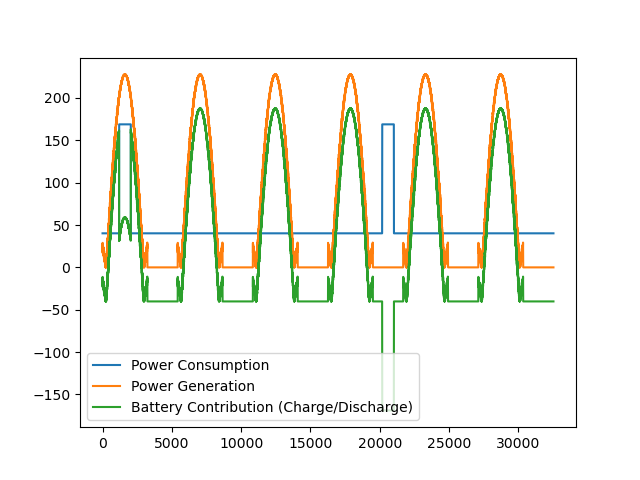 200
150
100
50
0
−50
−100
−150
Power Consumption
Power Generation
Battery Contribution (Charge/Discharge)
0 5000 10000 15000 20000 25000 30000